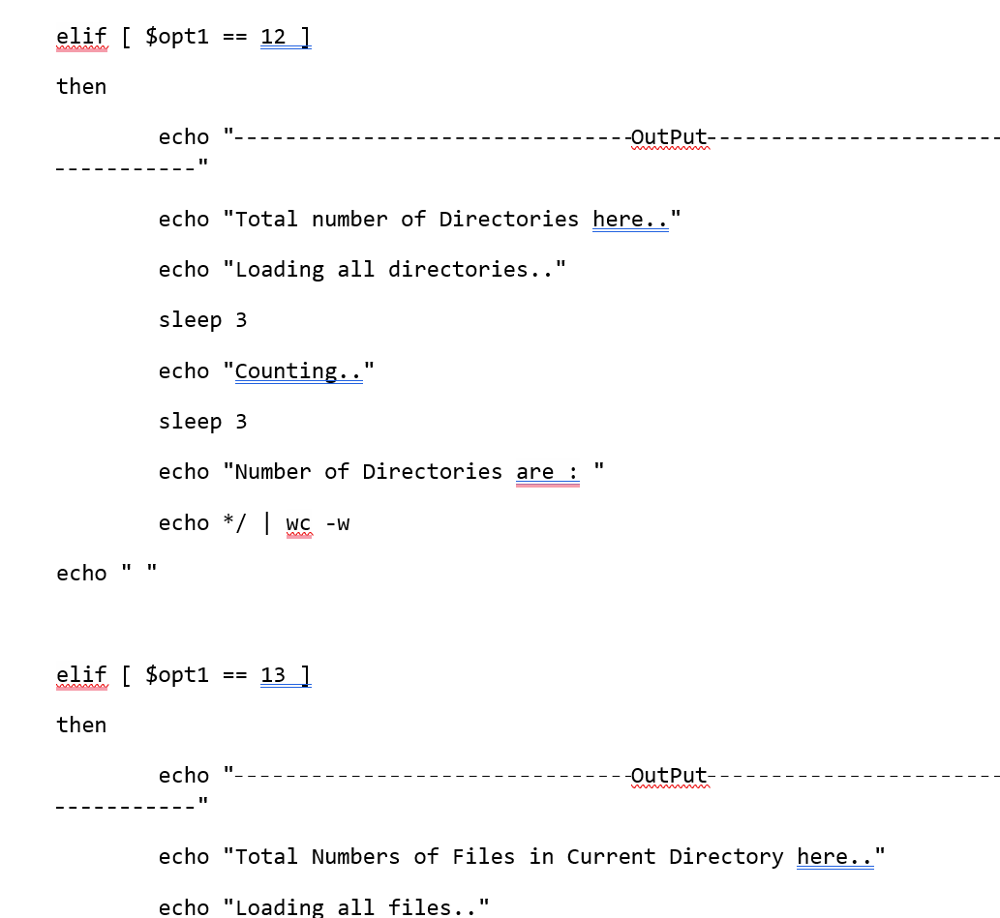 elif [ $opt1 == 12 ]
then
echo "-------------------------------OutPut-----------------------
-----------"
echo "Total number of Directories here.."
echo "Loading all directories.."
sleep 3
echo "Counting.."
sleep 3
echo "Number of Directories are : "
echo */ | wc -w
echo " "
elif [ $opt1 == 13 ]
then
echo "-------------------------------OutPut-----------------------
-----------"
echo "Total Numbers of Files in Current Directory here.."
echo "Loading all files.."